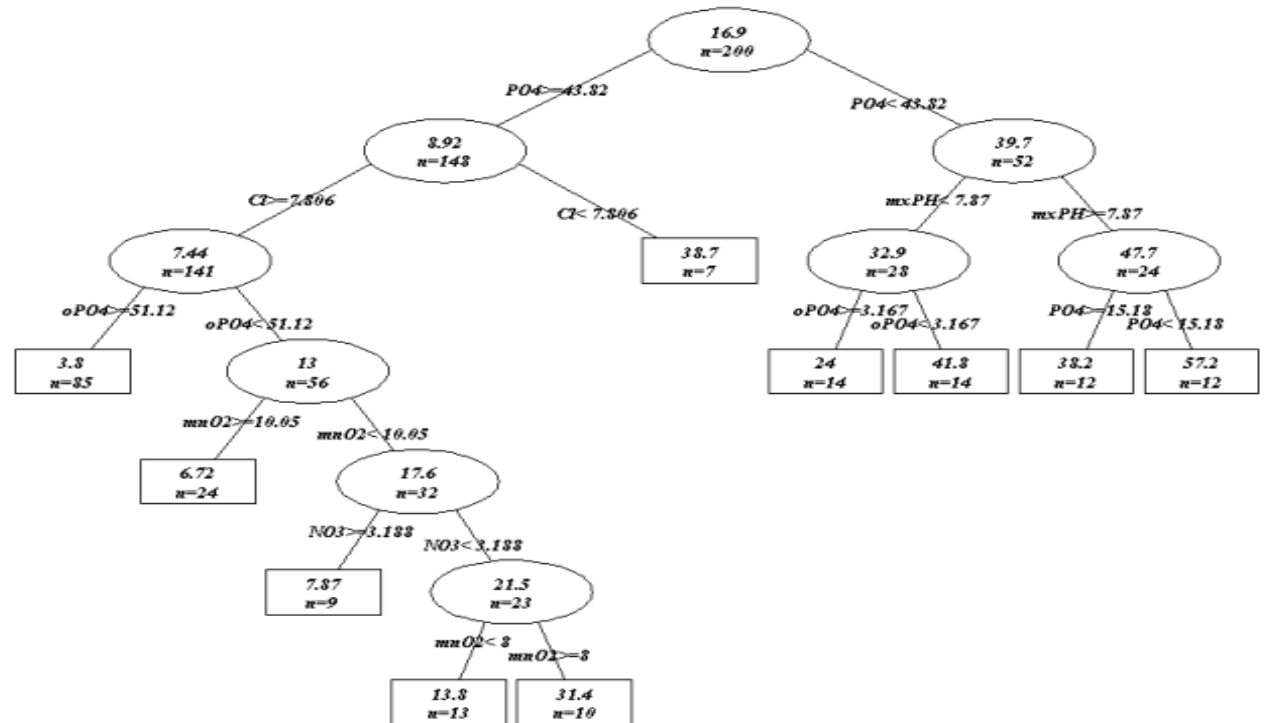 16.9
n=200
PO4>=43.82
PO4< 43.82
8.92
n=148
39.7
n=52
Cl>=7.806
Cl< 7.806
mxPH< 7.87
mxPH>=7.87
7.44
n=141
38.7
n=7
32.9
n=28
47.7
n=24
oPO4>=51.12
oPO4< 51.12
oPO4>=3.167
oPO4< 3.167
PO4>=15.18
PO4< 15.18
3.8
n=85
13
n=56
24
n=14
41.8
n=14
38.2
n=12
57.2
n=12
mnO2>=10.05
mnO2< 10.05
6.72
n=24
17.6
n=32
NO3>=3.188
NO3< 3.188
7.87
n=9
21.5
n=23
mnO2< 8
mnO2>=8
13.8
n=13
31.4
n=10